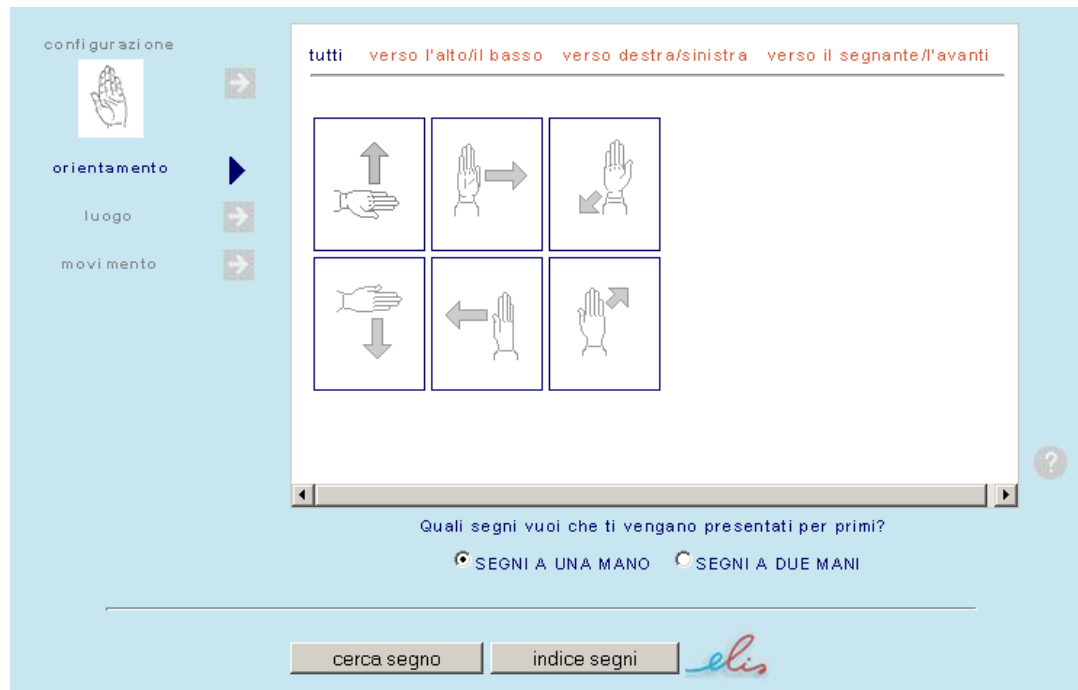 configurazione
tutti verso l'alto/il basso verso destra/sinistra verso il segnante/l'avanti
orientamento
luogo
movimento
?
Quali segni vuoi che ti vengano presentati per primi?
SEGNI A UNA MANO SEGNI A DUE MANI
cerca segno indice segni elis